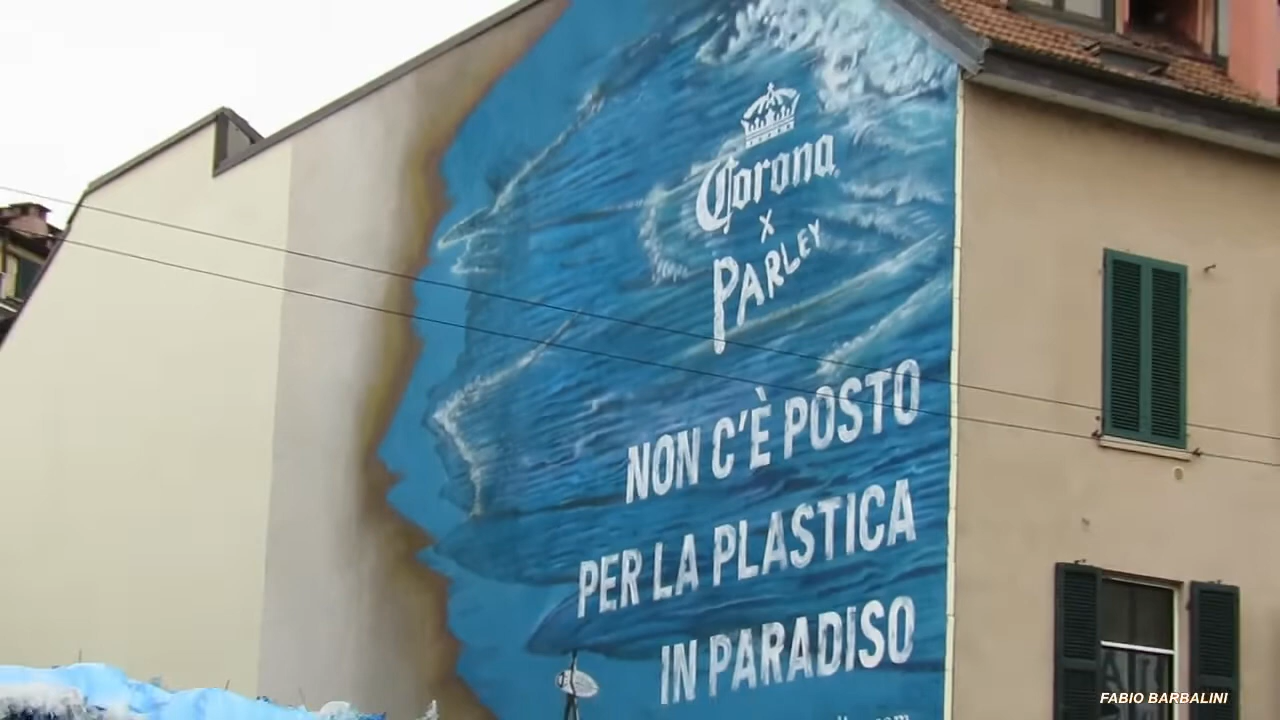 Corona
X
PARLEY
NON C'È POSTO
PER LA PLASTICA
IN PARADISO
FABIO BARBALINI